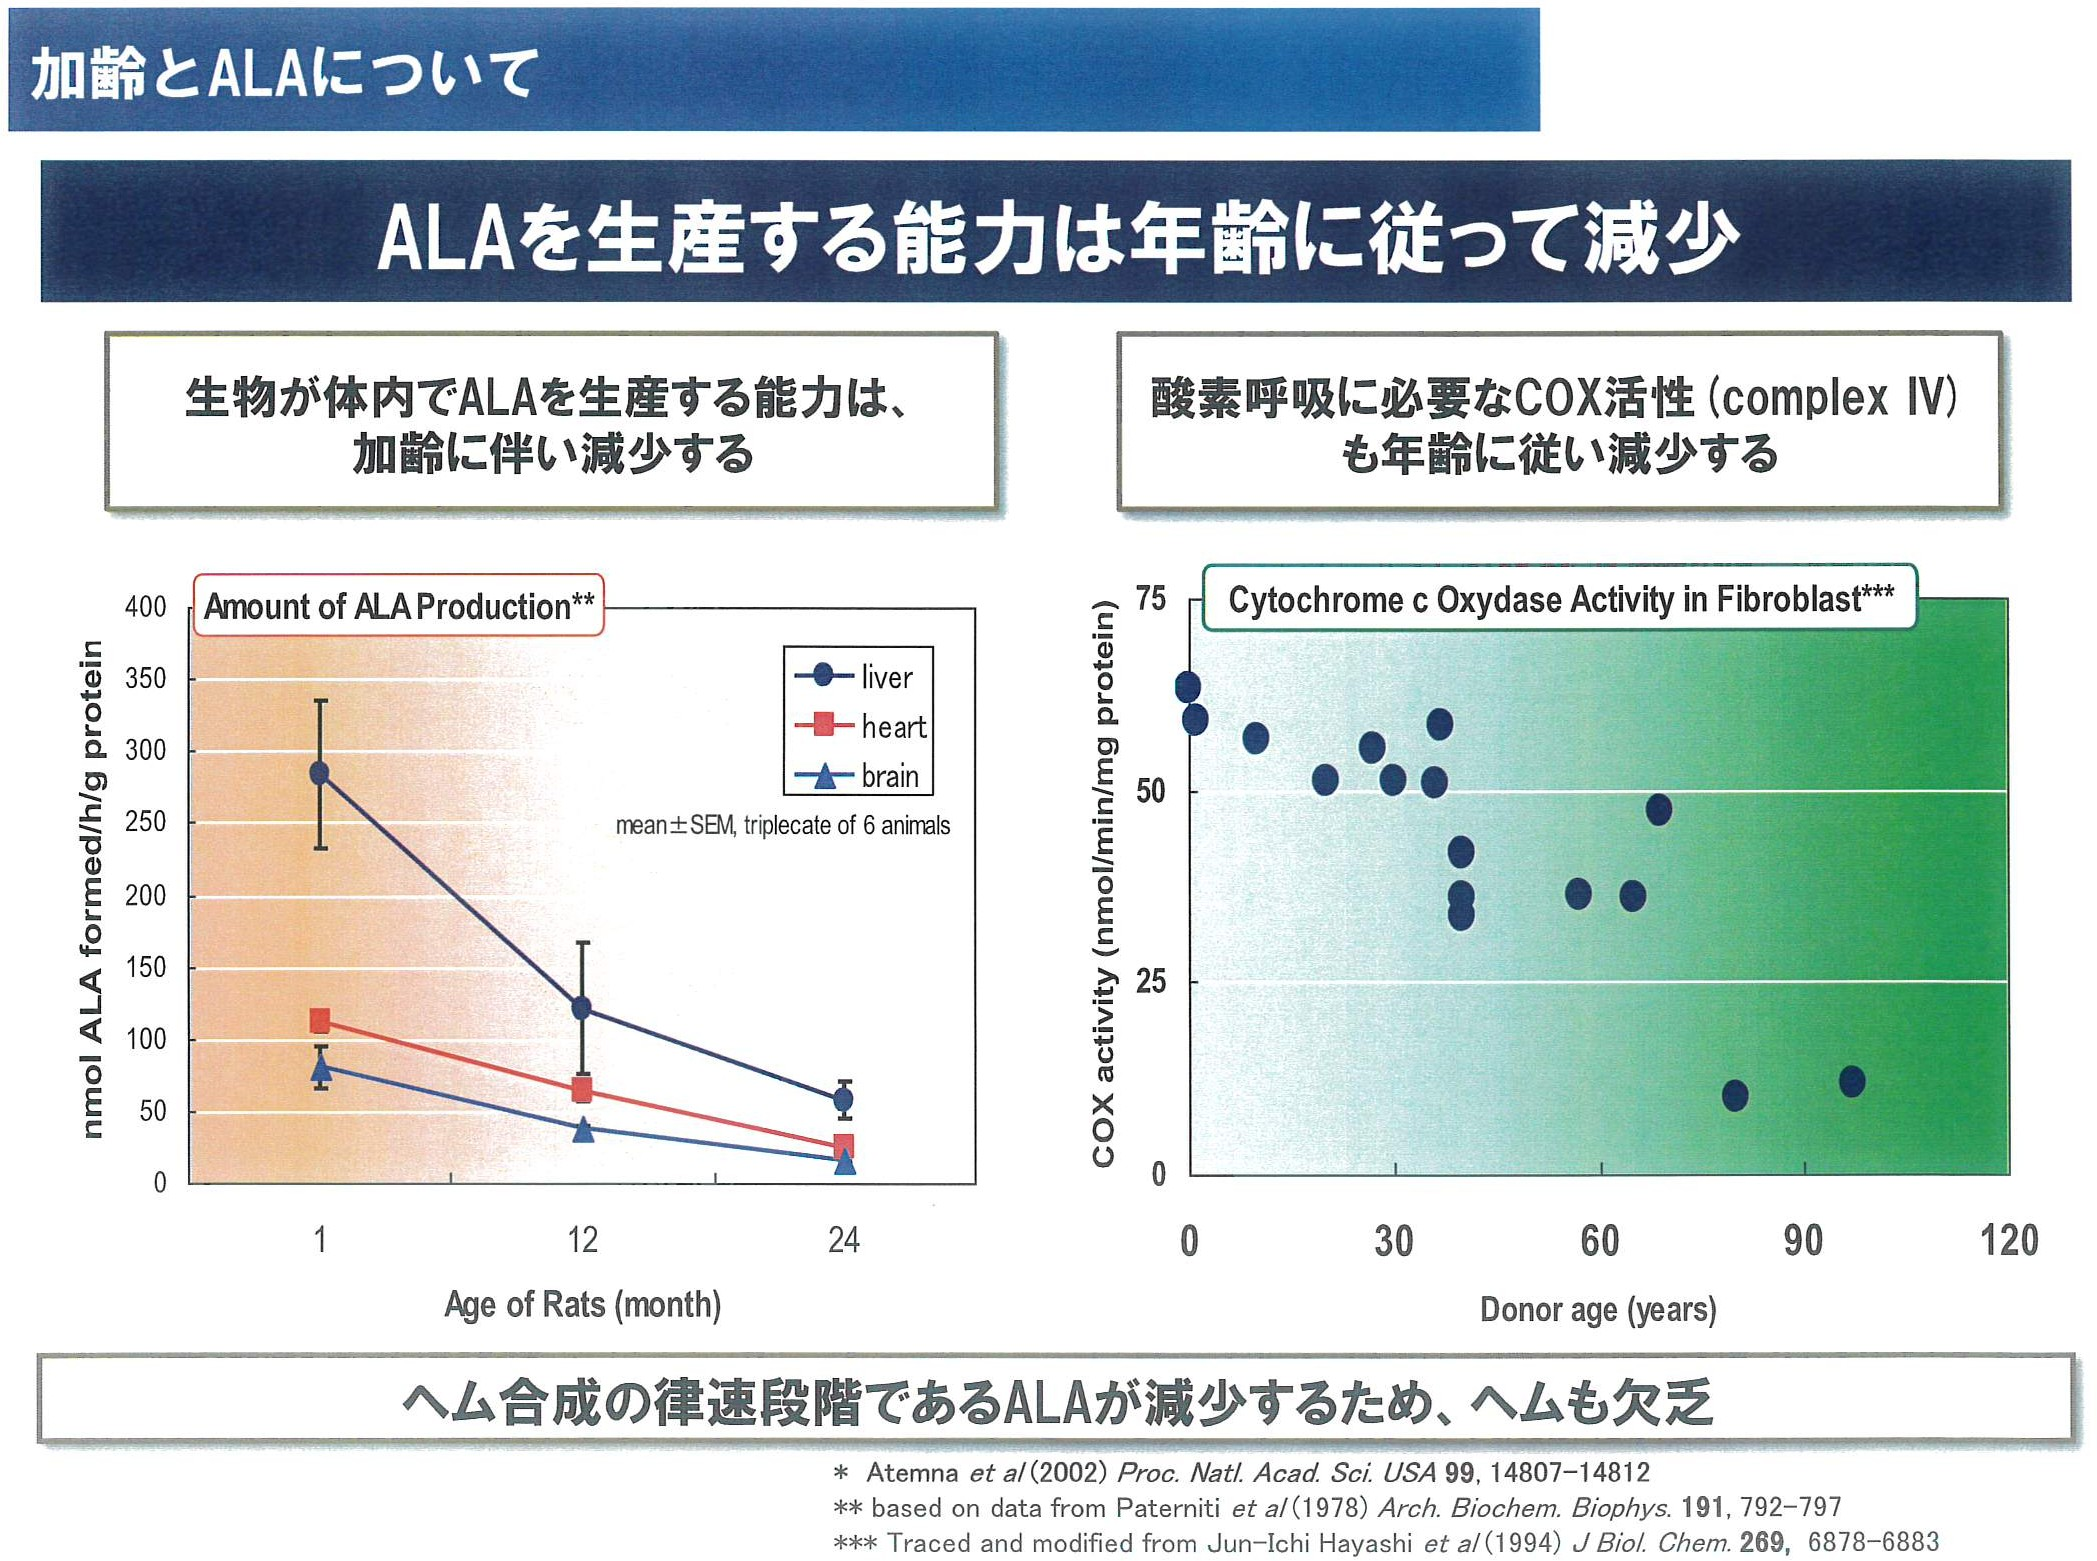 加齢とALAについて
ALAを生産する能力は年齢に従って減少
生物が体内でALAを生産する能力は、
加齢に伴い減少する
酸素呼吸に必要なCOX活性(complex IV)
も年齢に従い減少する
Amount of ALA Production**
nmol ALA formed/h/g protein
400
350
300
250
200
150
100
50
0
liver
heart
brain
mean±SEM, triplecate of 6 animals
1 12 24
Age of Rats (month)
Cytochrome c Oxydase Activity in Fibroblast***
COX activity (nmol/min/mg protein)
75
50
25
0
0 30 60 90 120
Donor age (years)
ヘム合成の律速段階であるALAが減少するため、ヘムも欠乏
* Atemna et al (2002) Proc. Natl. Acad. Sci. USA 99, 14807-14812
** based on data from Paterniti et al (1978) Arch. Biochem. Biophys. 191, 792-797
*** Traced and modified from Jun-Ichi Hayashi et al (1994) J Biol. Chem. 269, 6878-6883